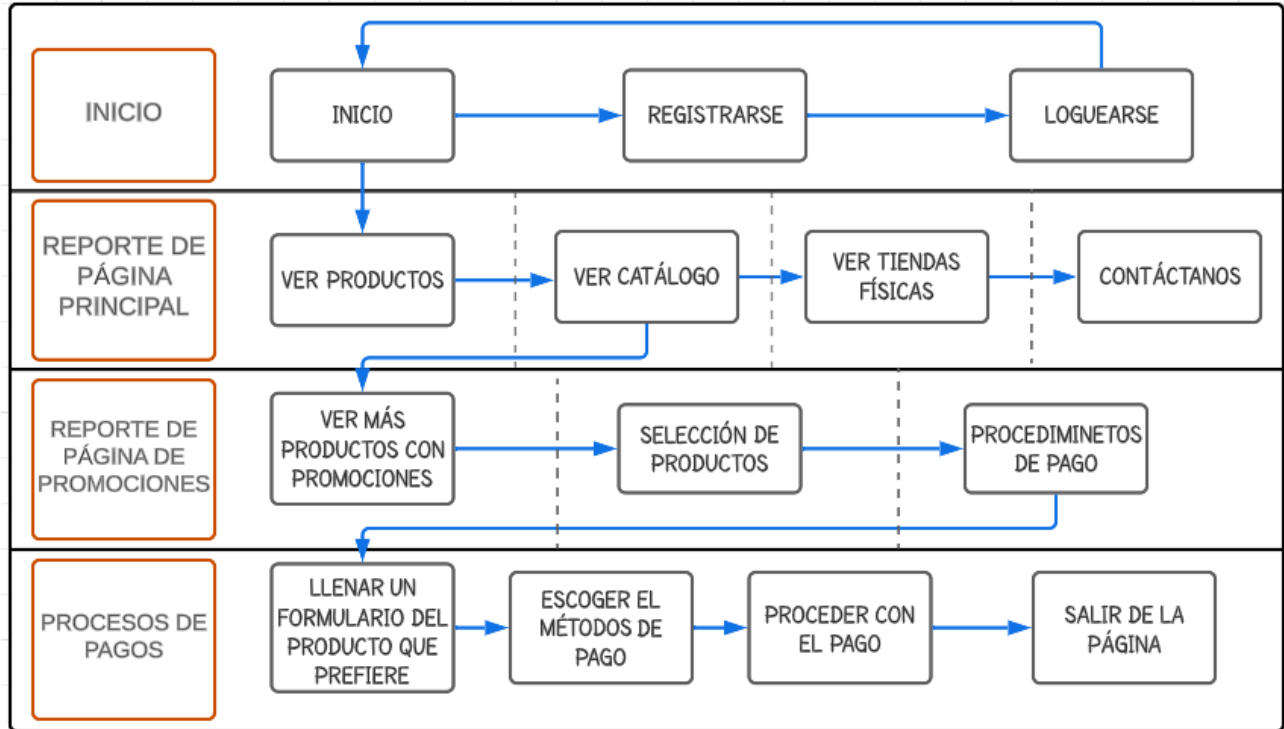 INICIO
INICIO
REGISTRARSE
LOGUEARSE
REPORTE DE
PÁGINA
PRINCIPAL
VER PRODUCTOS
VER CATÁLOGO
VER TIENDAS
FÍSICAS
CONTÁCTANOS
REPORTE DE
PÁGINA DE
PROMOCIONES
VER MÁS
PRODUCTOS CON
PROMOCIONES
SELECCIÓN DE
PRODUCTOS
PROCEDIMINETOS
DE PAGO
PROCESOS DE
PAGOS
LLENAR UN
FORMULARIO DEL
PRODUCTO QUE
PREFIERE
ESCOGER EL
MÉTODOS DE
PAGO
PROCEDER CON
EL PAGO
SALIR DE LA
PÁGINA